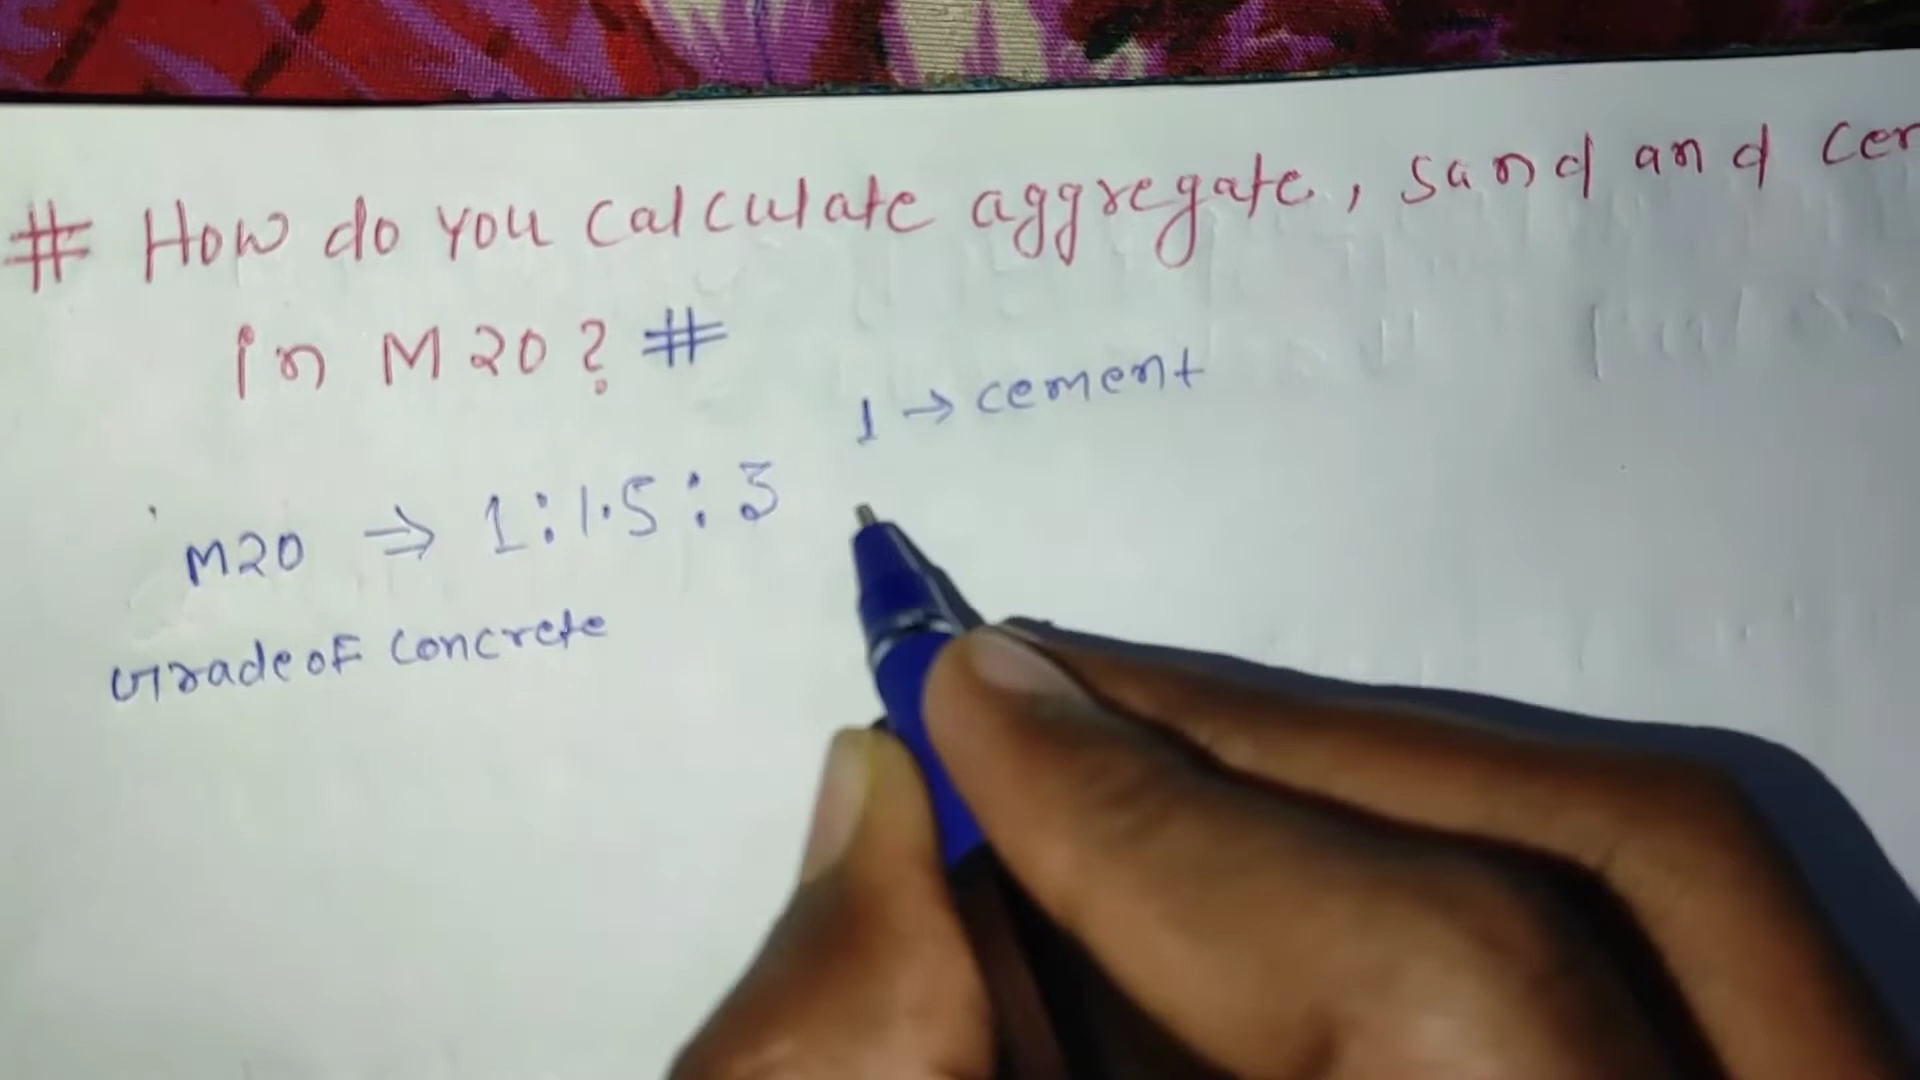 # How do you calculate aggregate, sand and cem
in M20? #
1 → cement
M20 ⇒ 1:1.5:3
Grade of concrete